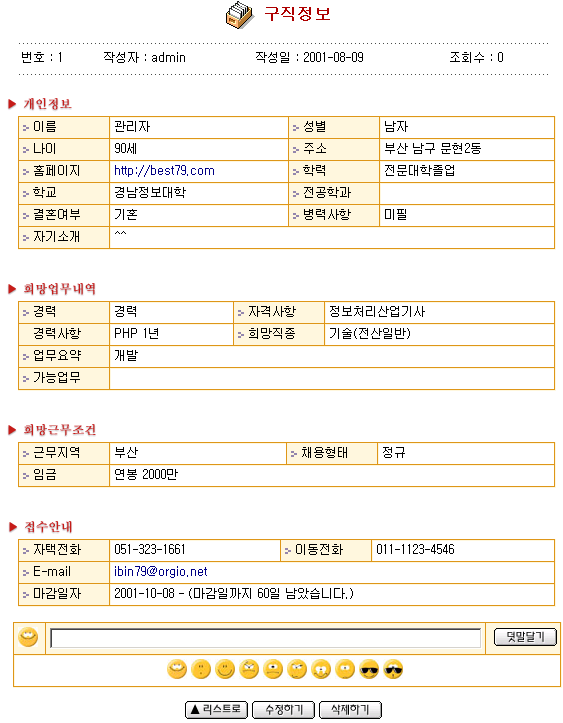 구직정보
번호 : 1 작성자 : admin 작성일 : 2001-08-09 조회수 : 0
개인정보
이름 관리자 성별 남자
나이 90세 주소 부산 남구 문현2동
홈페이지 http://best79.com 학력 전문대학졸업
학교 경남정보대학 전공학과
결혼여부 기혼 병력사항 미필
자기소개 ^^
희망업무내역
경력 경력 자격사항 정보처리산업기사
경력사항 PHP 1년 희망직종 기술(전산일반)
업무요약 개발
가능업무
희망근무조건
근무지역 부산 채용형태 정규
임금 연봉 2000만
접수안내
자택전화 051-323-1661 이동전화 011-1123-4546
E-mail ibin79@orgio.net
마감일자 2001-10-08 - (마감일까지 60일 남았습니다.)
덧말달기
▲ 리스트로 수정하기 삭제하기